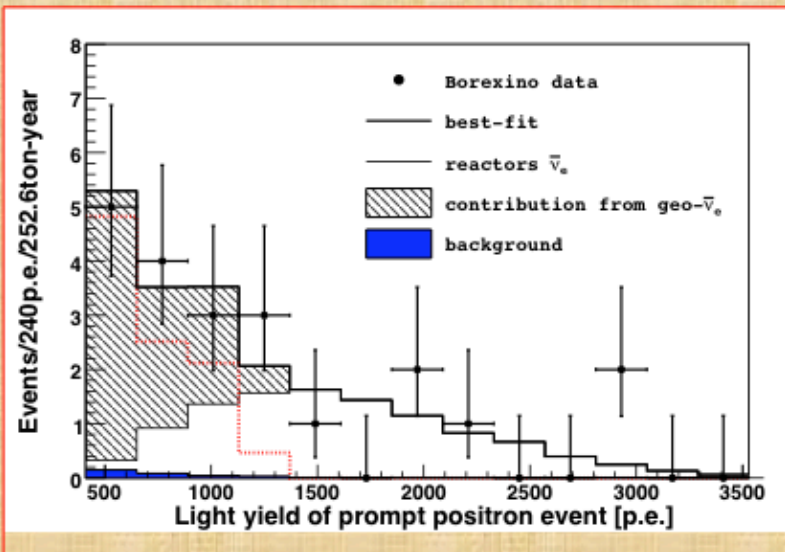 Events/240p.e./252.6ton-year
8
7
6
5
4
3
2
1
0
Borexino data
best-fit
reactors ν̅e
contribution from geo-ν̅e
background
500 1000 1500 2000 2500 3000 3500
Light yield of prompt positron event [p.e.]